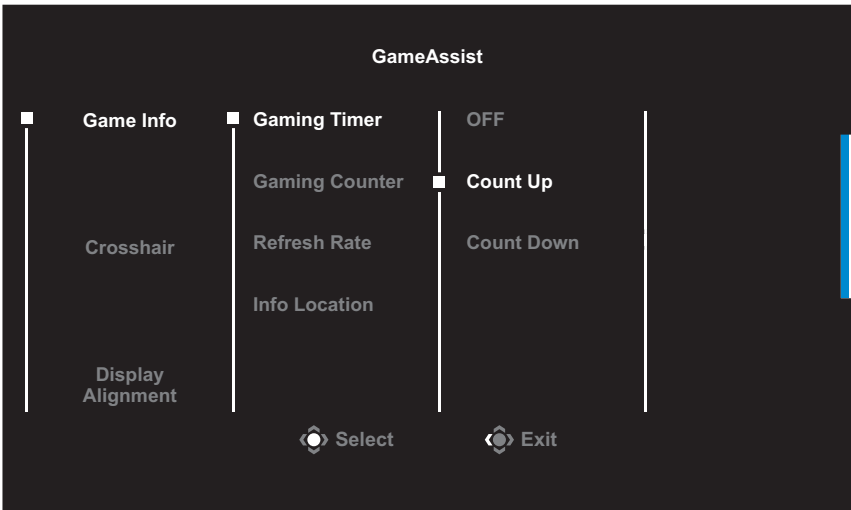 GameAssist
Game Info
Gaming Timer
OFF
Gaming Counter
Count Up
Crosshair
Refresh Rate
Count Down
Info Location
Display
Alignment
Select
Exit